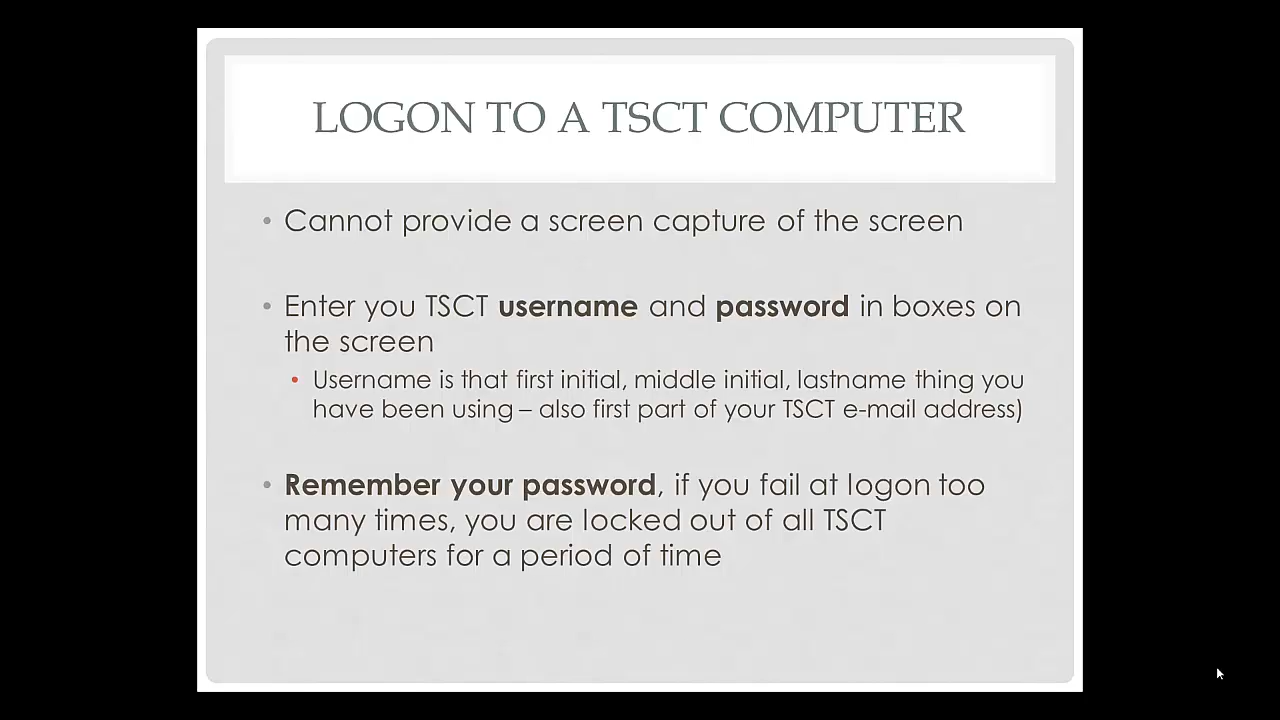 LOGON TO A TSCT COMPUTER
• Cannot provide a screen capture of the screen
• Enter you TSCT username and password in boxes on
the screen
• Username is that first initial, middle initial, lastname thing you
have been using – also first part of your TSCT e-mail address)
• Remember your password, if you fail at logon too
many times, you are locked out of all TSCT
computers for a period of time